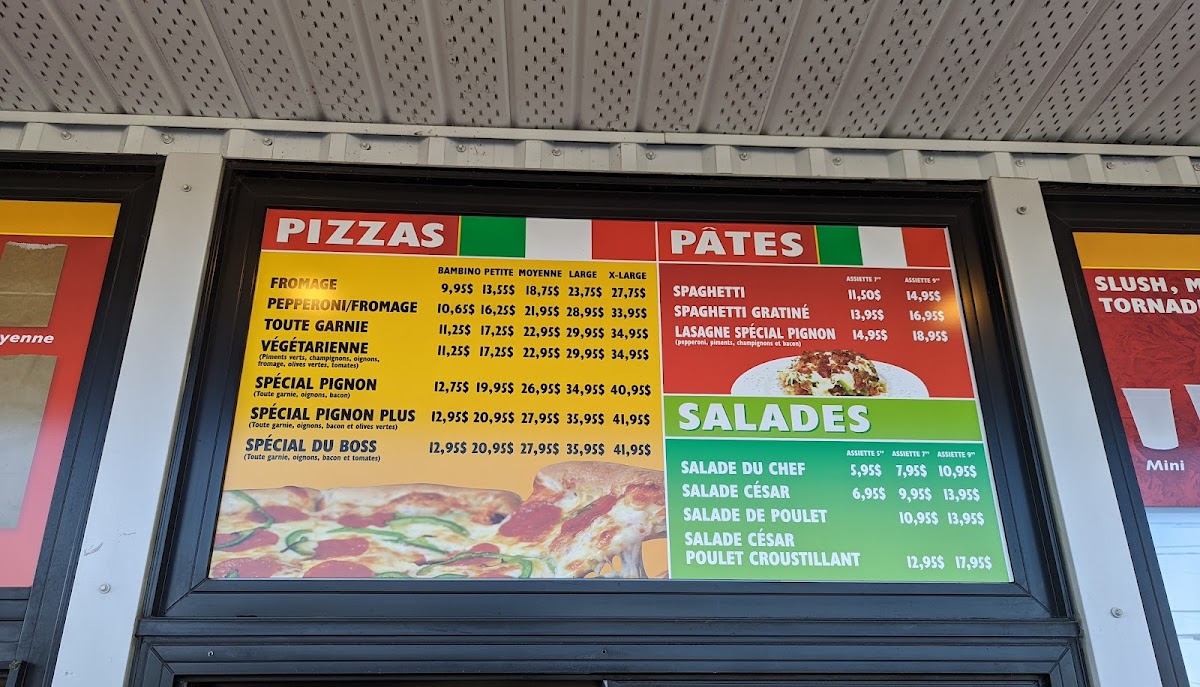 yenne
PIZZAS
BAMBINO PETITE MOYENNE LARGE X-LARGE
FROMAGE 9,95$ 13,55$ 18,75$ 23,75$ 27,75$
PEPPERONI/FROMAGE 10,65$ 16,25$ 21,95$ 28,95$ 33,95$
TOUTE GARNIE 11,25$ 17,25$ 22,95$ 29,95$ 34,95$
VÉGÉTARIENNE 11,25$ 17,25$ 22,95$ 29,95$ 34,95$
(Piments verts, champignons, oignons,
fromage, olives vertes, tomates)
SPÉCIAL PIGNON 12,75$ 19,95$ 26,95$ 34,95$ 40,95$
(Toute garnie, oignons, bacon)
SPÉCIAL PIGNON PLUS 12,95$ 20,95$ 27,95$ 35,95$ 41,95$
(Toute garnie, oignons, bacon et olives vertes)
SPÉCIAL DU BOSS 12,95$ 20,95$ 27,95$ 35,95$ 41,95$
(Toute garnie, oignons, bacon et tomates)
PÂTES
ASSIETTE 7" ASSIETTE 9"
SPAGHETTI 11,50$ 14,95$
SPAGHETTI GRATINÉ 13,95$ 16,95$
LASAGNE SPÉCIAL PIGNON 14,95$ 18,95$
(pepperoni, piments, champignons et bacon)
SALADES
ASSIETTE 5" ASSIETTE 7" ASSIETTE 9"
SALADE DU CHEF 5,95$ 7,95$ 10,95$
SALADE CÉSAR 6,95$ 9,95$ 13,95$
SALADE DE POULET 10,95$ 13,95$
SALADE CÉSAR
POULET CROUSTILLANT 12,95$ 17,95$
SLUSH, M
TORNAD
Mini